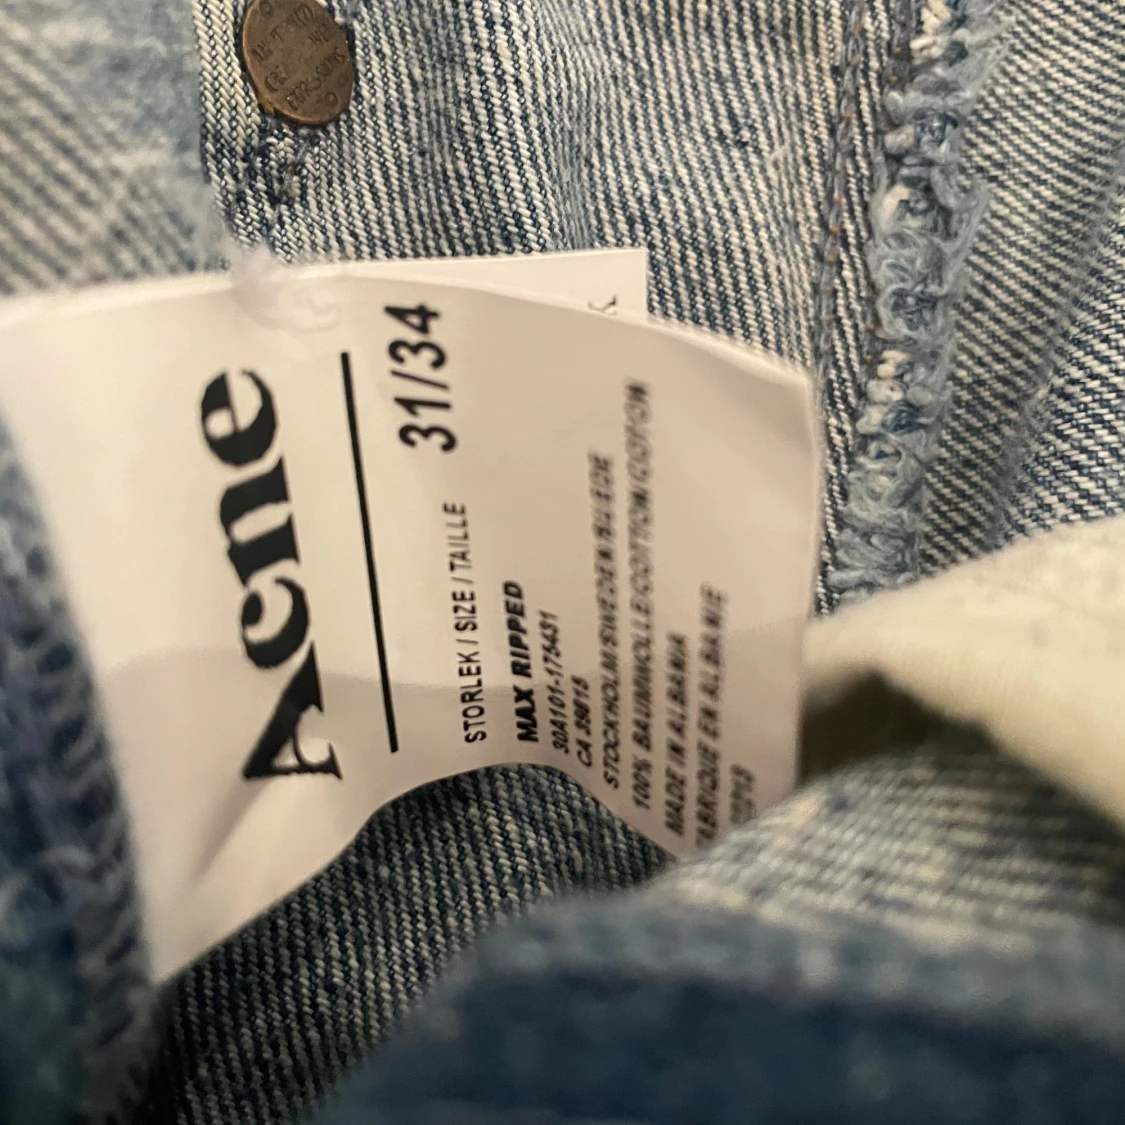 Acne
STORLEK / SIZE / TAILLE 31/34
MAX RIPPED
30A101-175431
CA 39815
STOCKHOLM/SWEDEN/SUEDE
100% BAUMWOLLE/COTTON/COTON
MADE IN ALBANIA
FABRIQUE EN ALBANIE
K